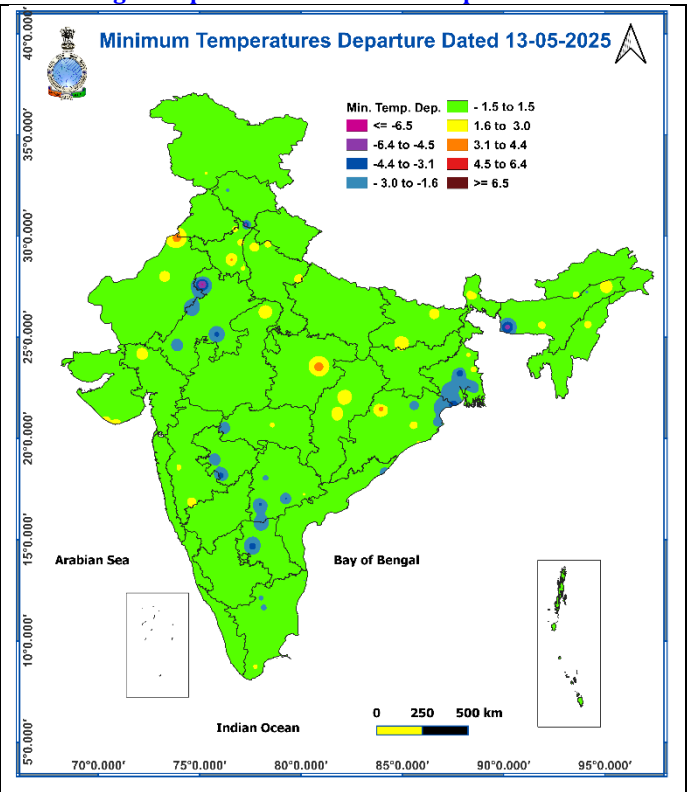 Minimum Temperatures Departure Dated 13-05-2025
Min. Temp. Dep.
<= -6.5
-6.4 to -4.5
-4.4 to -3.1
- 3.0 to -1.6
- 1.5 to 1.5
1.6 to 3.0
3.1 to 4.4
4.5 to 6.4
>= 6.5
40°0.000'
35°0.000'
30°0.000'
25°0.000'
20°0.000'
15°0.000'
10°0.000'
5°0.000'
Arabian Sea
Bay of Bengal
Indian Ocean
0 250 500 km
70°0.000' 75°0.000' 80°0.000' 85°0.000' 90°0.000' 95°0.000'